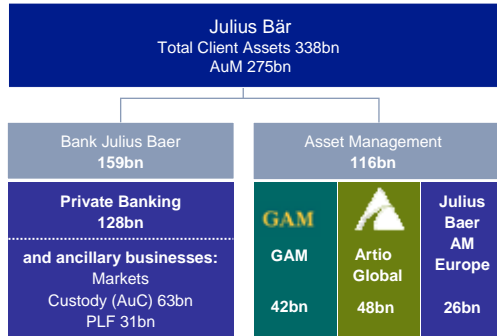 Julius Bär
Total Client Assets 338bn
AuM 275bn
Bank Julius Baer
159bn
Asset Management
116bn
Private Banking
128bn
and ancillary businesses:
Markets
Custody (AuC) 63bn
PLF 31bn
GAM
GAM
42bn
Artio
Global
48bn
Julius
Baer
AM
Europe
26bn